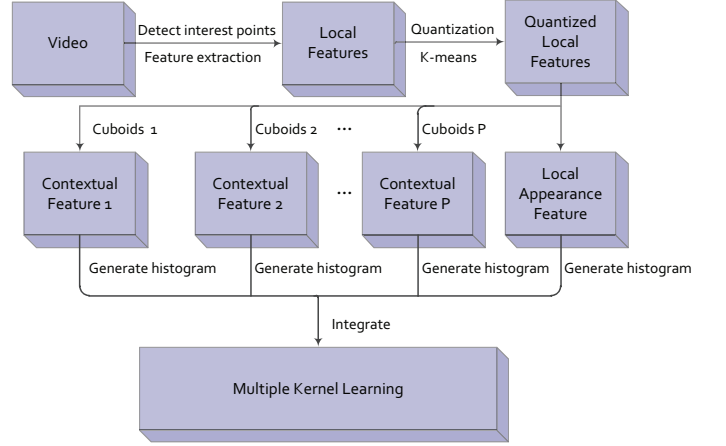 Video
Detect interest points
Feature extraction
Local
Features
Quantization
K-means
Quantized
Local
Features
Cuboids 1
Cuboids 2
...
Cuboids P
Contextual
Feature 1
Contextual
Feature 2
...
Contextual
Feature P
Local
Appearance
Feature
Generate histogram
Generate histogram
Generate histogram
Generate histogram
Integrate
Multiple Kernel Learning